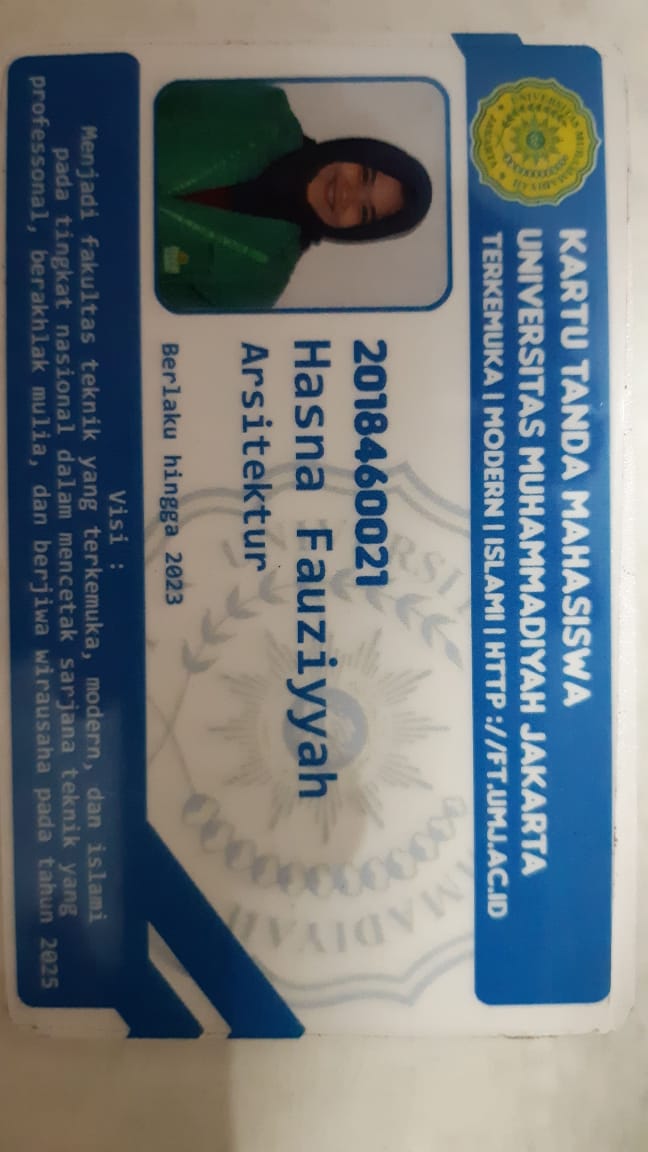 KARTU TANDA MAHASISWA
UNIVERSITAS MUHAMMADIYAH JAKARTA
TERKEMUKA | MODERN | ISLAMI | HTTP ://FT.UMJ.AC.ID
UNIVERSITAS MUHAMMADIYAH
JAKARTA
2018460021
Hasna Fauziyyah
Arsitektur
Berlaku hingga 2023
Visi :
Menjadi fakultas teknik yang terkemuka, modern, dan islami
pada tingkat nasional dalam mencetak sarjana teknik yang
professonal, berakhlak mulia, dan berjiwa wirausaha pada tahun 2025